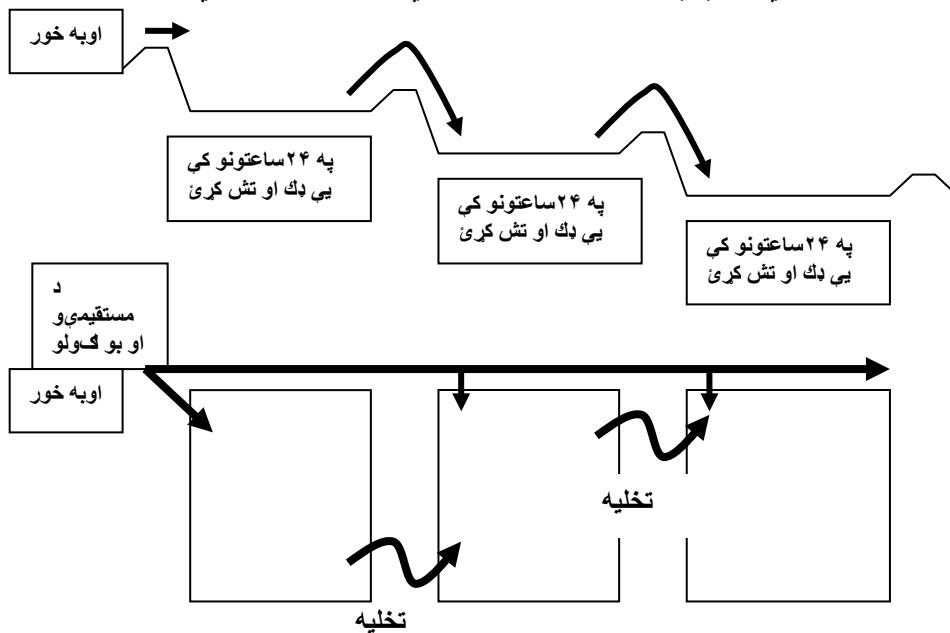 اوبه خور
په ۲۴ساعتونو کې
يې ډك او تش کړئ
په ۲۴ساعتونو کې
يې ډك او تش کړئ
په ۲۴ساعتونو کې
يې ډك او تش کړئ
د
مستقيمې‌و
او بو لګولو
اوبه خور
تخليه
تخليه